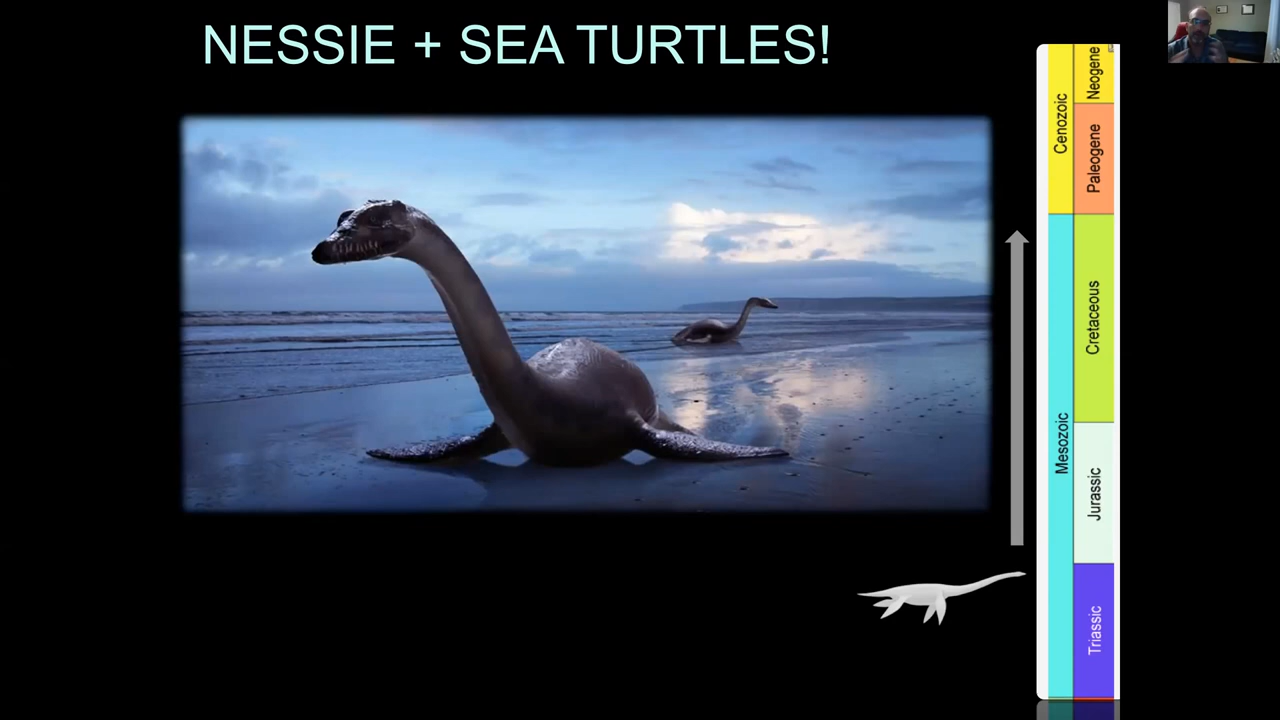 NESSIE + SEA TURTLES!
Cenozoic
Neogene
Paleogene
Mesozoic
Cretaceous
Jurassic
Triassic